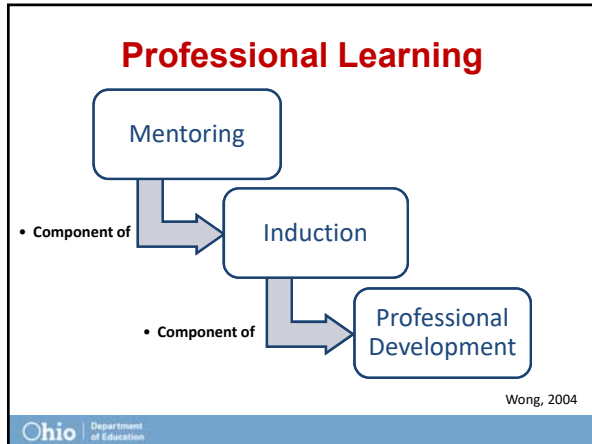 Professional Learning
Mentoring
• Component of
Induction
• Component of
Professional
Development
Wong, 2004
Ohio | Department
of Education